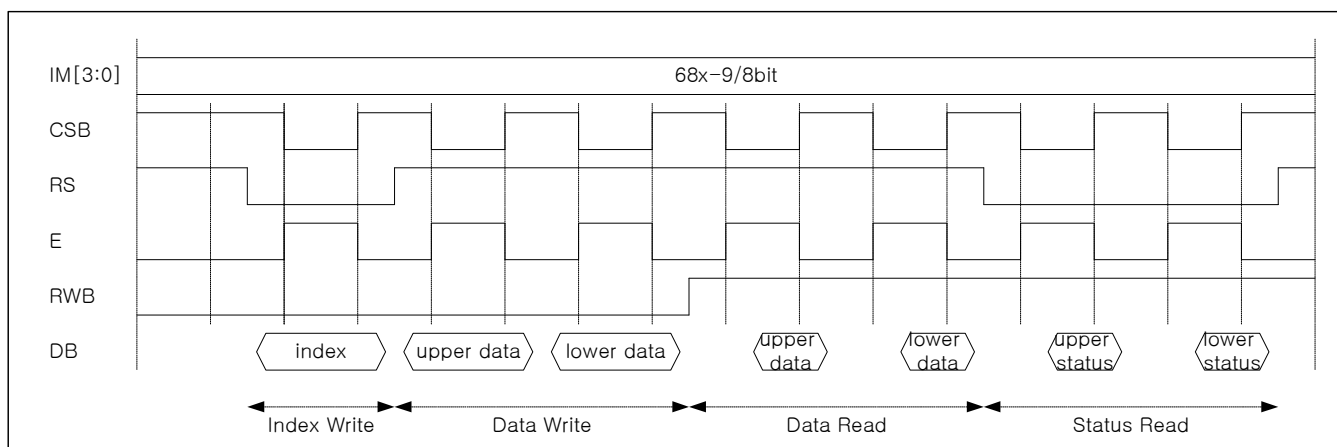 IM[3:0]
68x-9/8bit
CSB
RS
E
RWB
DB
index
upper data
lower data
upper
data
lower
data
upper
status
lower
status
Index Write
Data Write
Data Read
Status Read